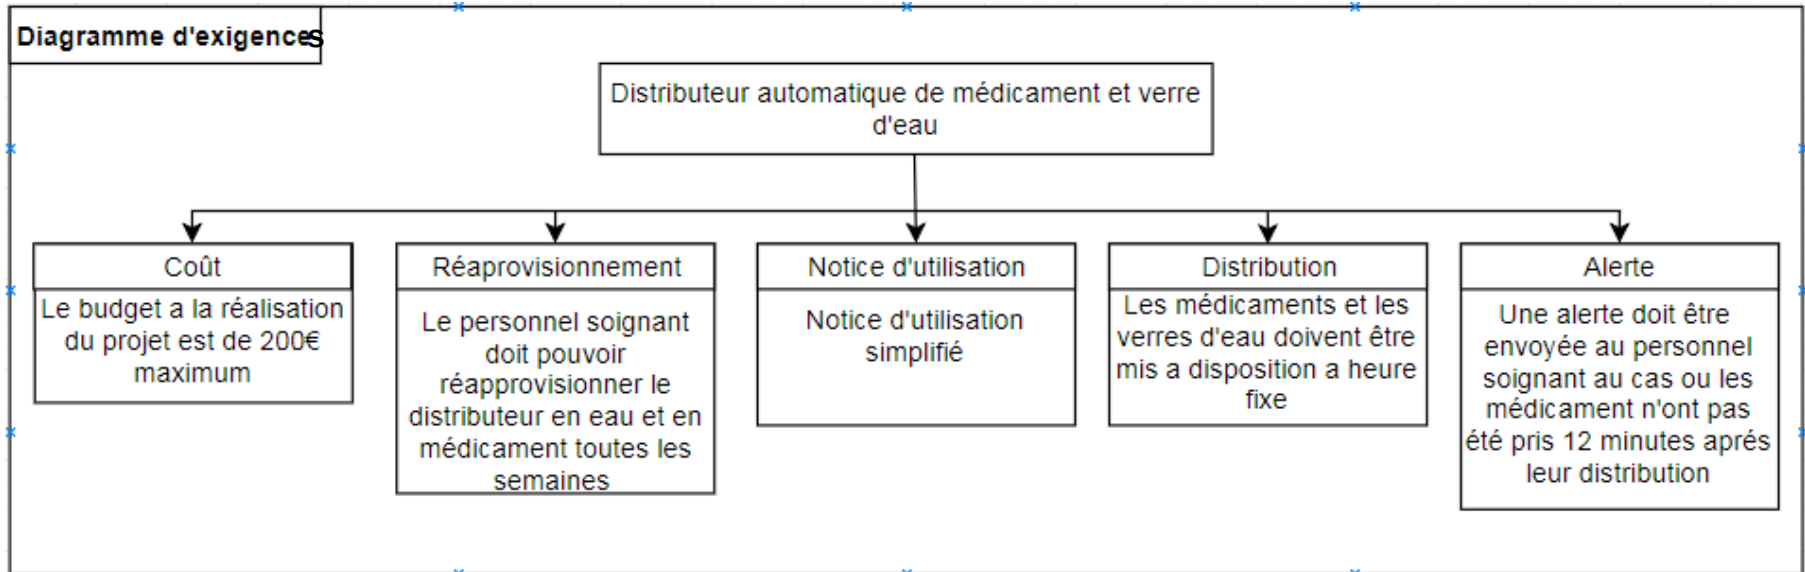 Diagramme d'exigences
Distributeur automatique de médicament et verre
d'eau
Coût
Le budget a la réalisation
du projet est de 200€
maximum
Réaprovisionnement
Le personnel soignant
doit pouvoir
réapprovisionner le
distributeur en eau et en
médicament toutes les
semaines
Notice d'utilisation
Notice d'utilisation
simplifié
Distribution
Les médicaments et les
verres d'eau doivent être
mis a disposition a heure
fixe
Alerte
Une alerte doit être
envoyée au personnel
soignant au cas ou les
médicament n'ont pas
été pris 12 minutes aprés
leur distribution